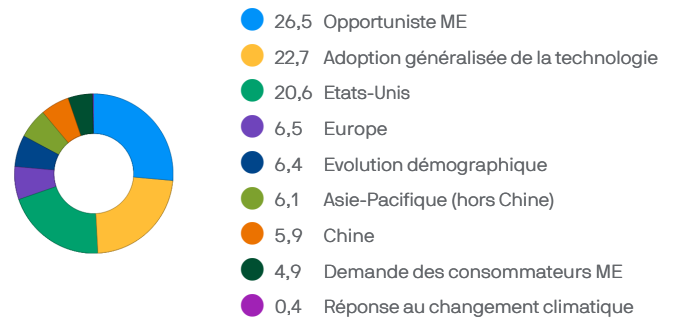 26,5 Opportuniste ME
22,7 Adoption généralisée de la technologie
20,6 Etats-Unis
6,5 Europe
6,4 Evolution démographique
6,1 Asie-Pacifique (hors Chine)
5,9 Chine
4,9 Demande des consommateurs ME
0,4 Réponse au changement climatique